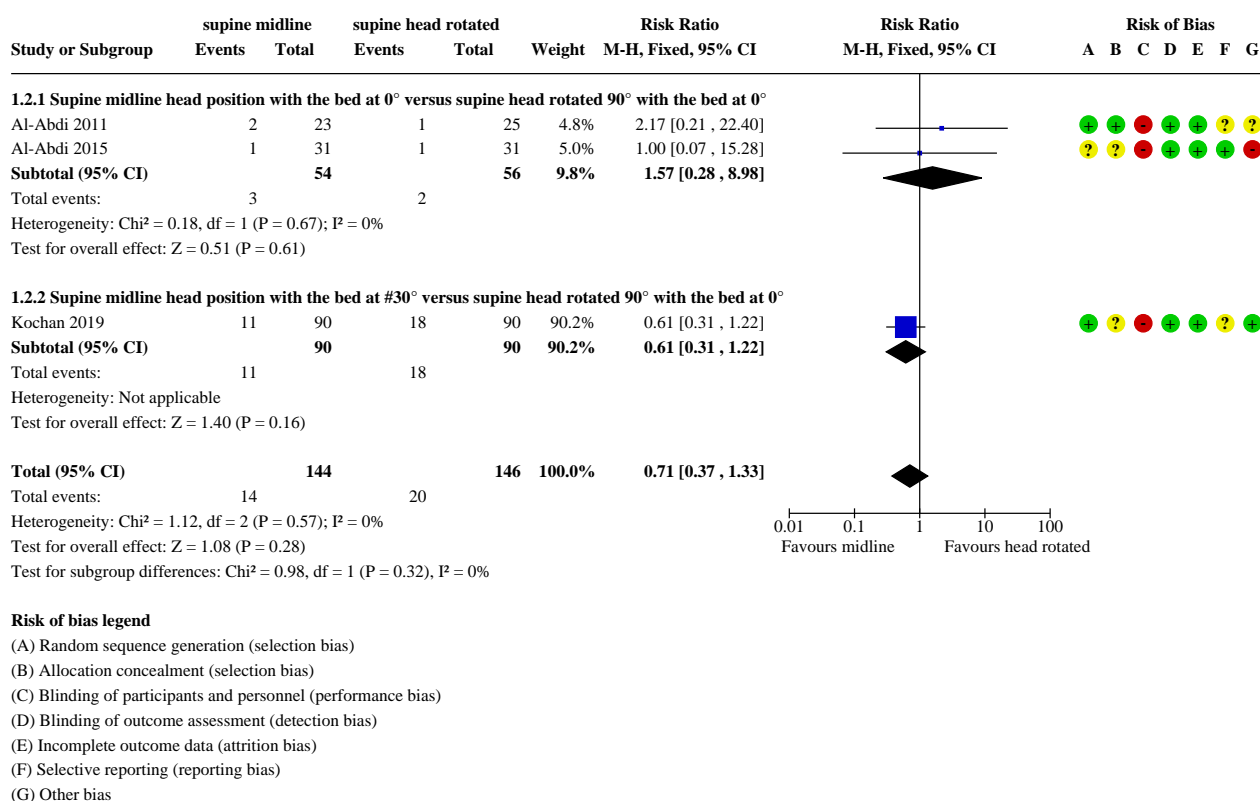 supine midline supine head rotated Risk Ratio Risk Ratio Risk of Bias
Study or Subgroup Events Total Events Total Weight M-H, Fixed, 95% CI M-H, Fixed, 95% CI A B C D E F G
1.2.1 Supine midline head position with the bed at 0° versus supine head rotated 90° with the bed at 0°
Al-Abdi 2011 2 23 1 25 4.8% 2.17 [0.21 , 22.40] + + - + + ? ?
Al-Abdi 2015 1 31 1 31 5.0% 1.00 [0.07 , 15.28] ? ? - + + + -
Subtotal (95% CI) 54 56 9.8% 1.57 [0.28 , 8.98]
Total events: 3 2
Heterogeneity: Chi² = 0.18, df = 1 (P = 0.67); I² = 0%
Test for overall effect: Z = 0.51 (P = 0.61)
1.2.2 Supine midline head position with the bed at #30° versus supine head rotated 90° with the bed at 0°
Kochan 2019 11 90 18 90 90.2% 0.61 [0.31 , 1.22] + ? - + + ? +
Subtotal (95% CI) 90 90 90.2% 0.61 [0.31 , 1.22]
Total events: 11 18
Heterogeneity: Not applicable
Test for overall effect: Z = 1.40 (P = 0.16)
Total (95% CI) 144 146 100.0% 0.71 [0.37 , 1.33]
Total events: 14 20
Heterogeneity: Chi² = 1.12, df = 2 (P = 0.57); I² = 0%
0.01 0.1 1 10 100
Test for overall effect: Z = 1.08 (P = 0.28)
Favours midline Favours head rotated
Test for subgroup differences: Chi² = 0.98, df = 1 (P = 0.32), I² = 0%
Risk of bias legend
(A) Random sequence generation (selection bias)
(B) Allocation concealment (selection bias)
(C) Blinding of participants and personnel (performance bias)
(D) Blinding of outcome assessment (detection bias)
(E) Incomplete outcome data (attrition bias)
(F) Selective reporting (reporting bias)
(G) Other bias